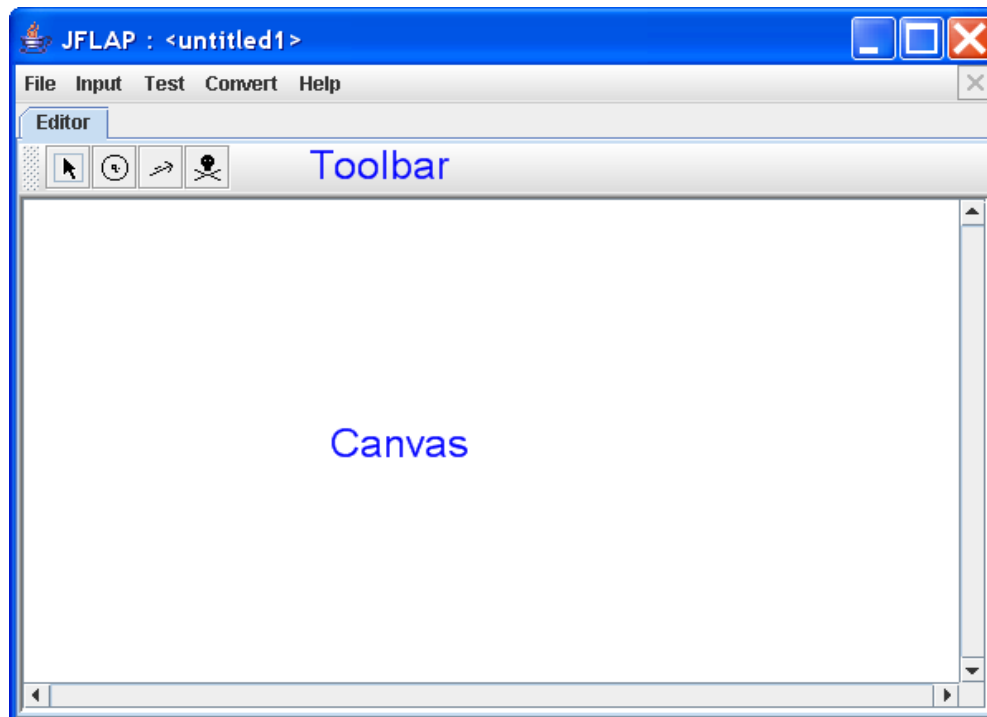 JFLAP : <untitled1>
File Input Test Convert Help
Editor
Toolbar
Canvas